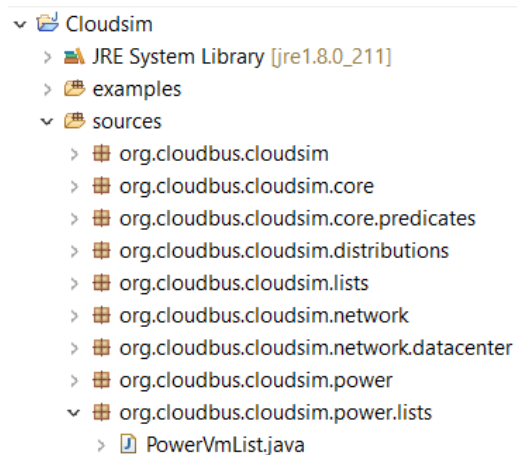 Cloudsim
JRE System Library [jre1.8.0_211]
examples
sources
org.cloudbus.cloudsim
org.cloudbus.cloudsim.core
org.cloudbus.cloudsim.core.predicates
org.cloudbus.cloudsim.distributions
org.cloudbus.cloudsim.lists
org.cloudbus.cloudsim.network
org.cloudbus.cloudsim.network.datacenter
org.cloudbus.cloudsim.power
org.cloudbus.cloudsim.power.lists
PowerVmList.java